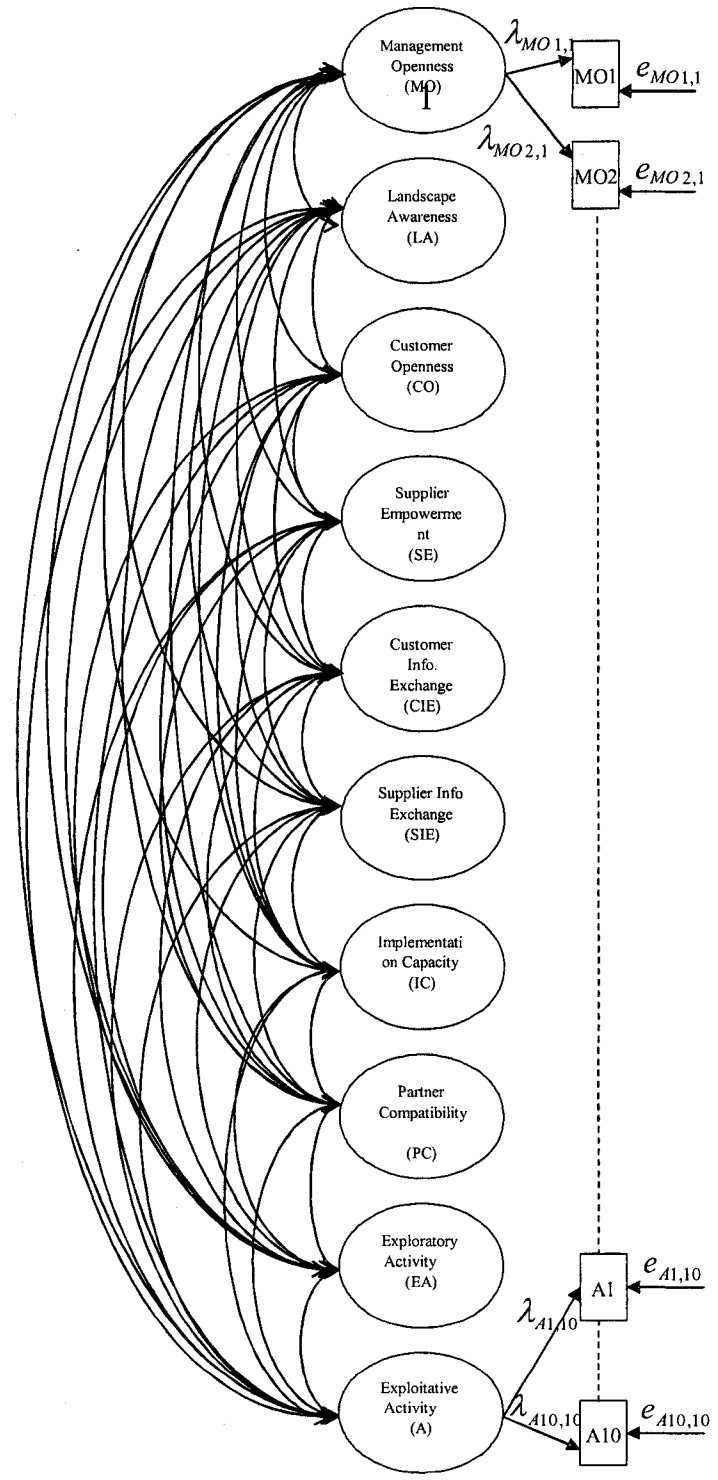 Management
Openness
(MO)
1
λMO1,1
MO1
eMO1,1
λMO2,1
MO2
eMO2,1
Landscape
Awareness
(LA)
Customer
Openness
(CO)
Supplier
Empowerme
nt
(SE)
Customer
Info.
Exchange
(CIE)
Supplier Info
Exchange
(SIE)
Implementati
on Capacity
(IC)
Partner
Compatibility
(PC)
Exploratory
Activity
(EA)
A1
eA1,10
λA1,10
Exploitative
Activity
(A)
λA10,10
A10
eA10,10